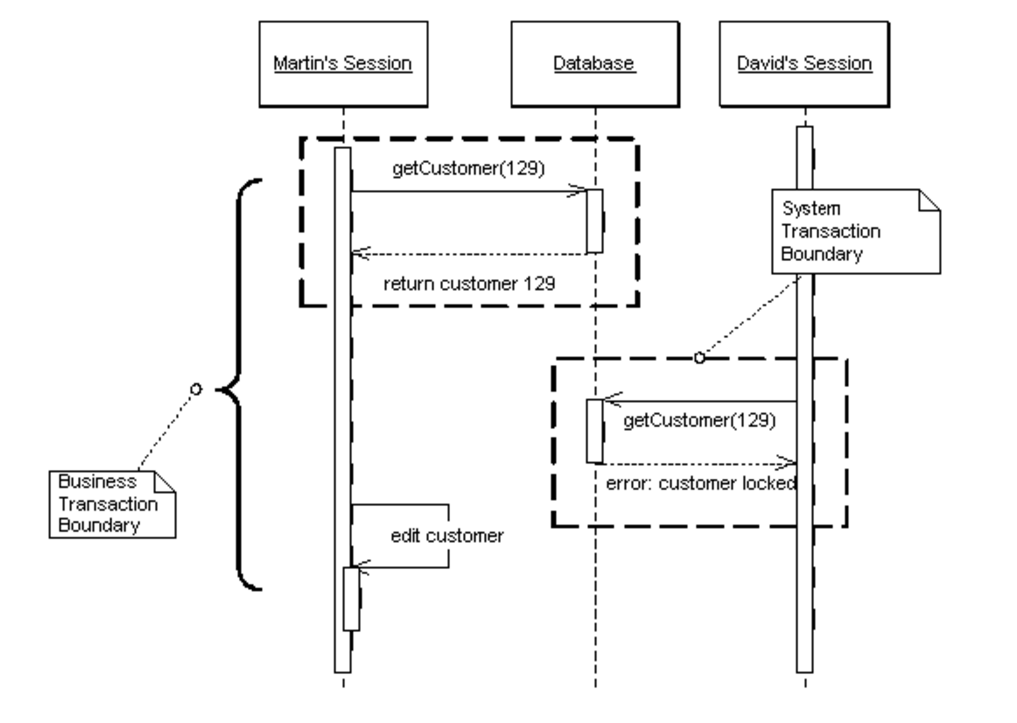 Martin's Session
Database
David's Session
getCustomer(129)
System
Transaction
Boundary
return customer 129
getCustomer(129)
error: customer locked
Business
Transaction
Boundary
edit customer